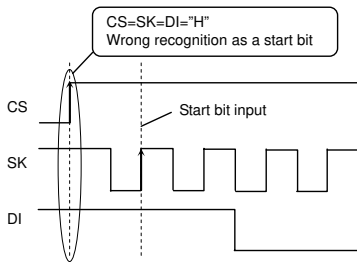 CS=SK=DI=”H”
Wrong recognition as a start bit
Start bit input
CS
SK
DI